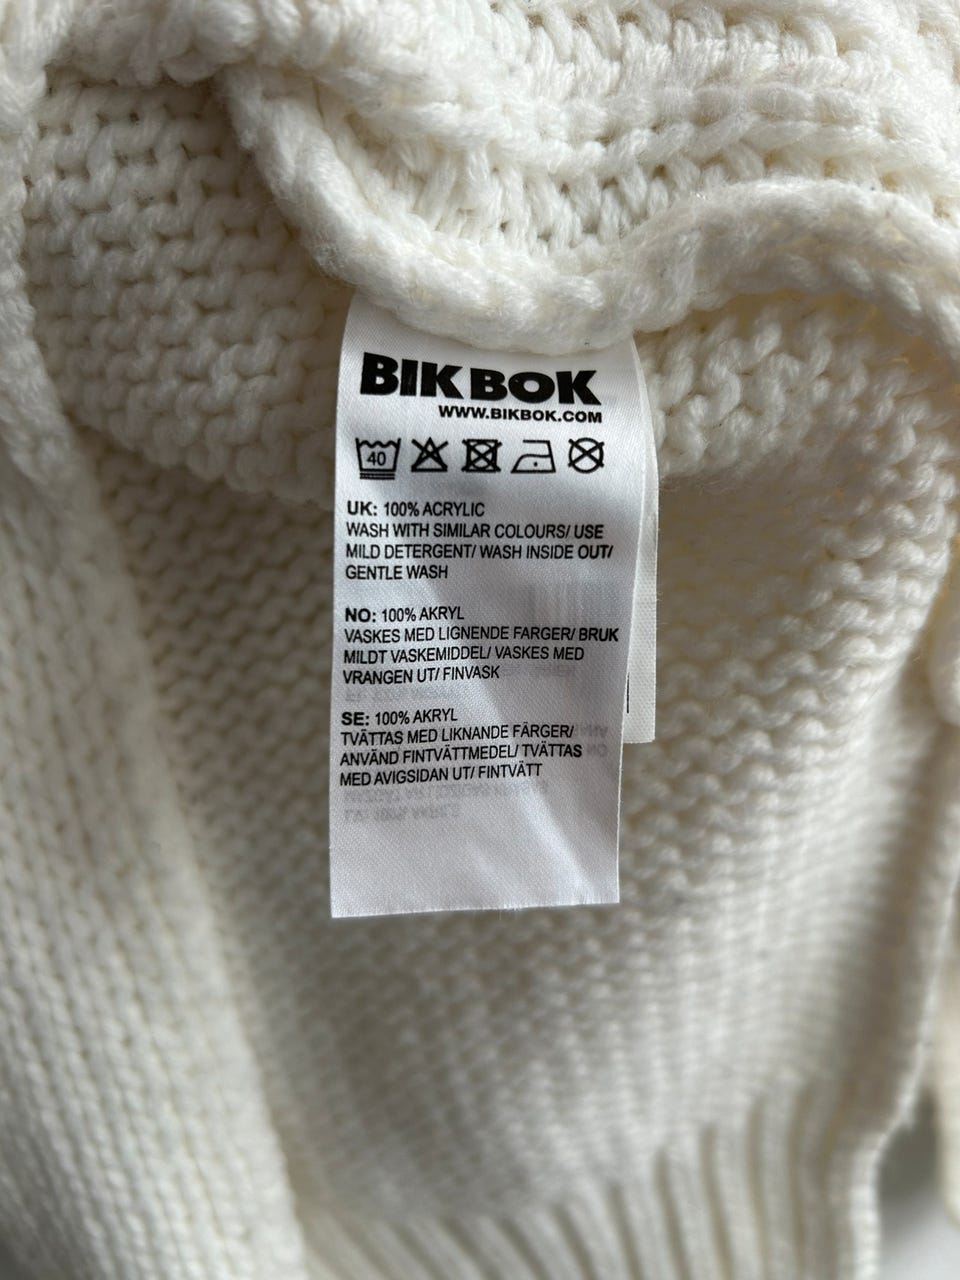 BIK BOK
WWW.BIKBOK.COM
40
UK: 100% ACRYLIC
WASH WITH SIMILAR COLOURS/ USE
MILD DETERGENT/ WASH INSIDE OUT/
GENTLE WASH
NO: 100% AKRYL
VASKES MED LIGNENDE FARGER/ BRUK
MILDT VASKEMIDDEL/ VASKES MED
VRANGEN UT/ FINVASK
SE: 100% AKRYL
TVÄTTAS MED LIKNANDE FÄRGER/
ANVÄND FINTVÄTTMEDEL/ TVÄTTAS
MED AVIGSIDAN UT/ FINTVÄTT